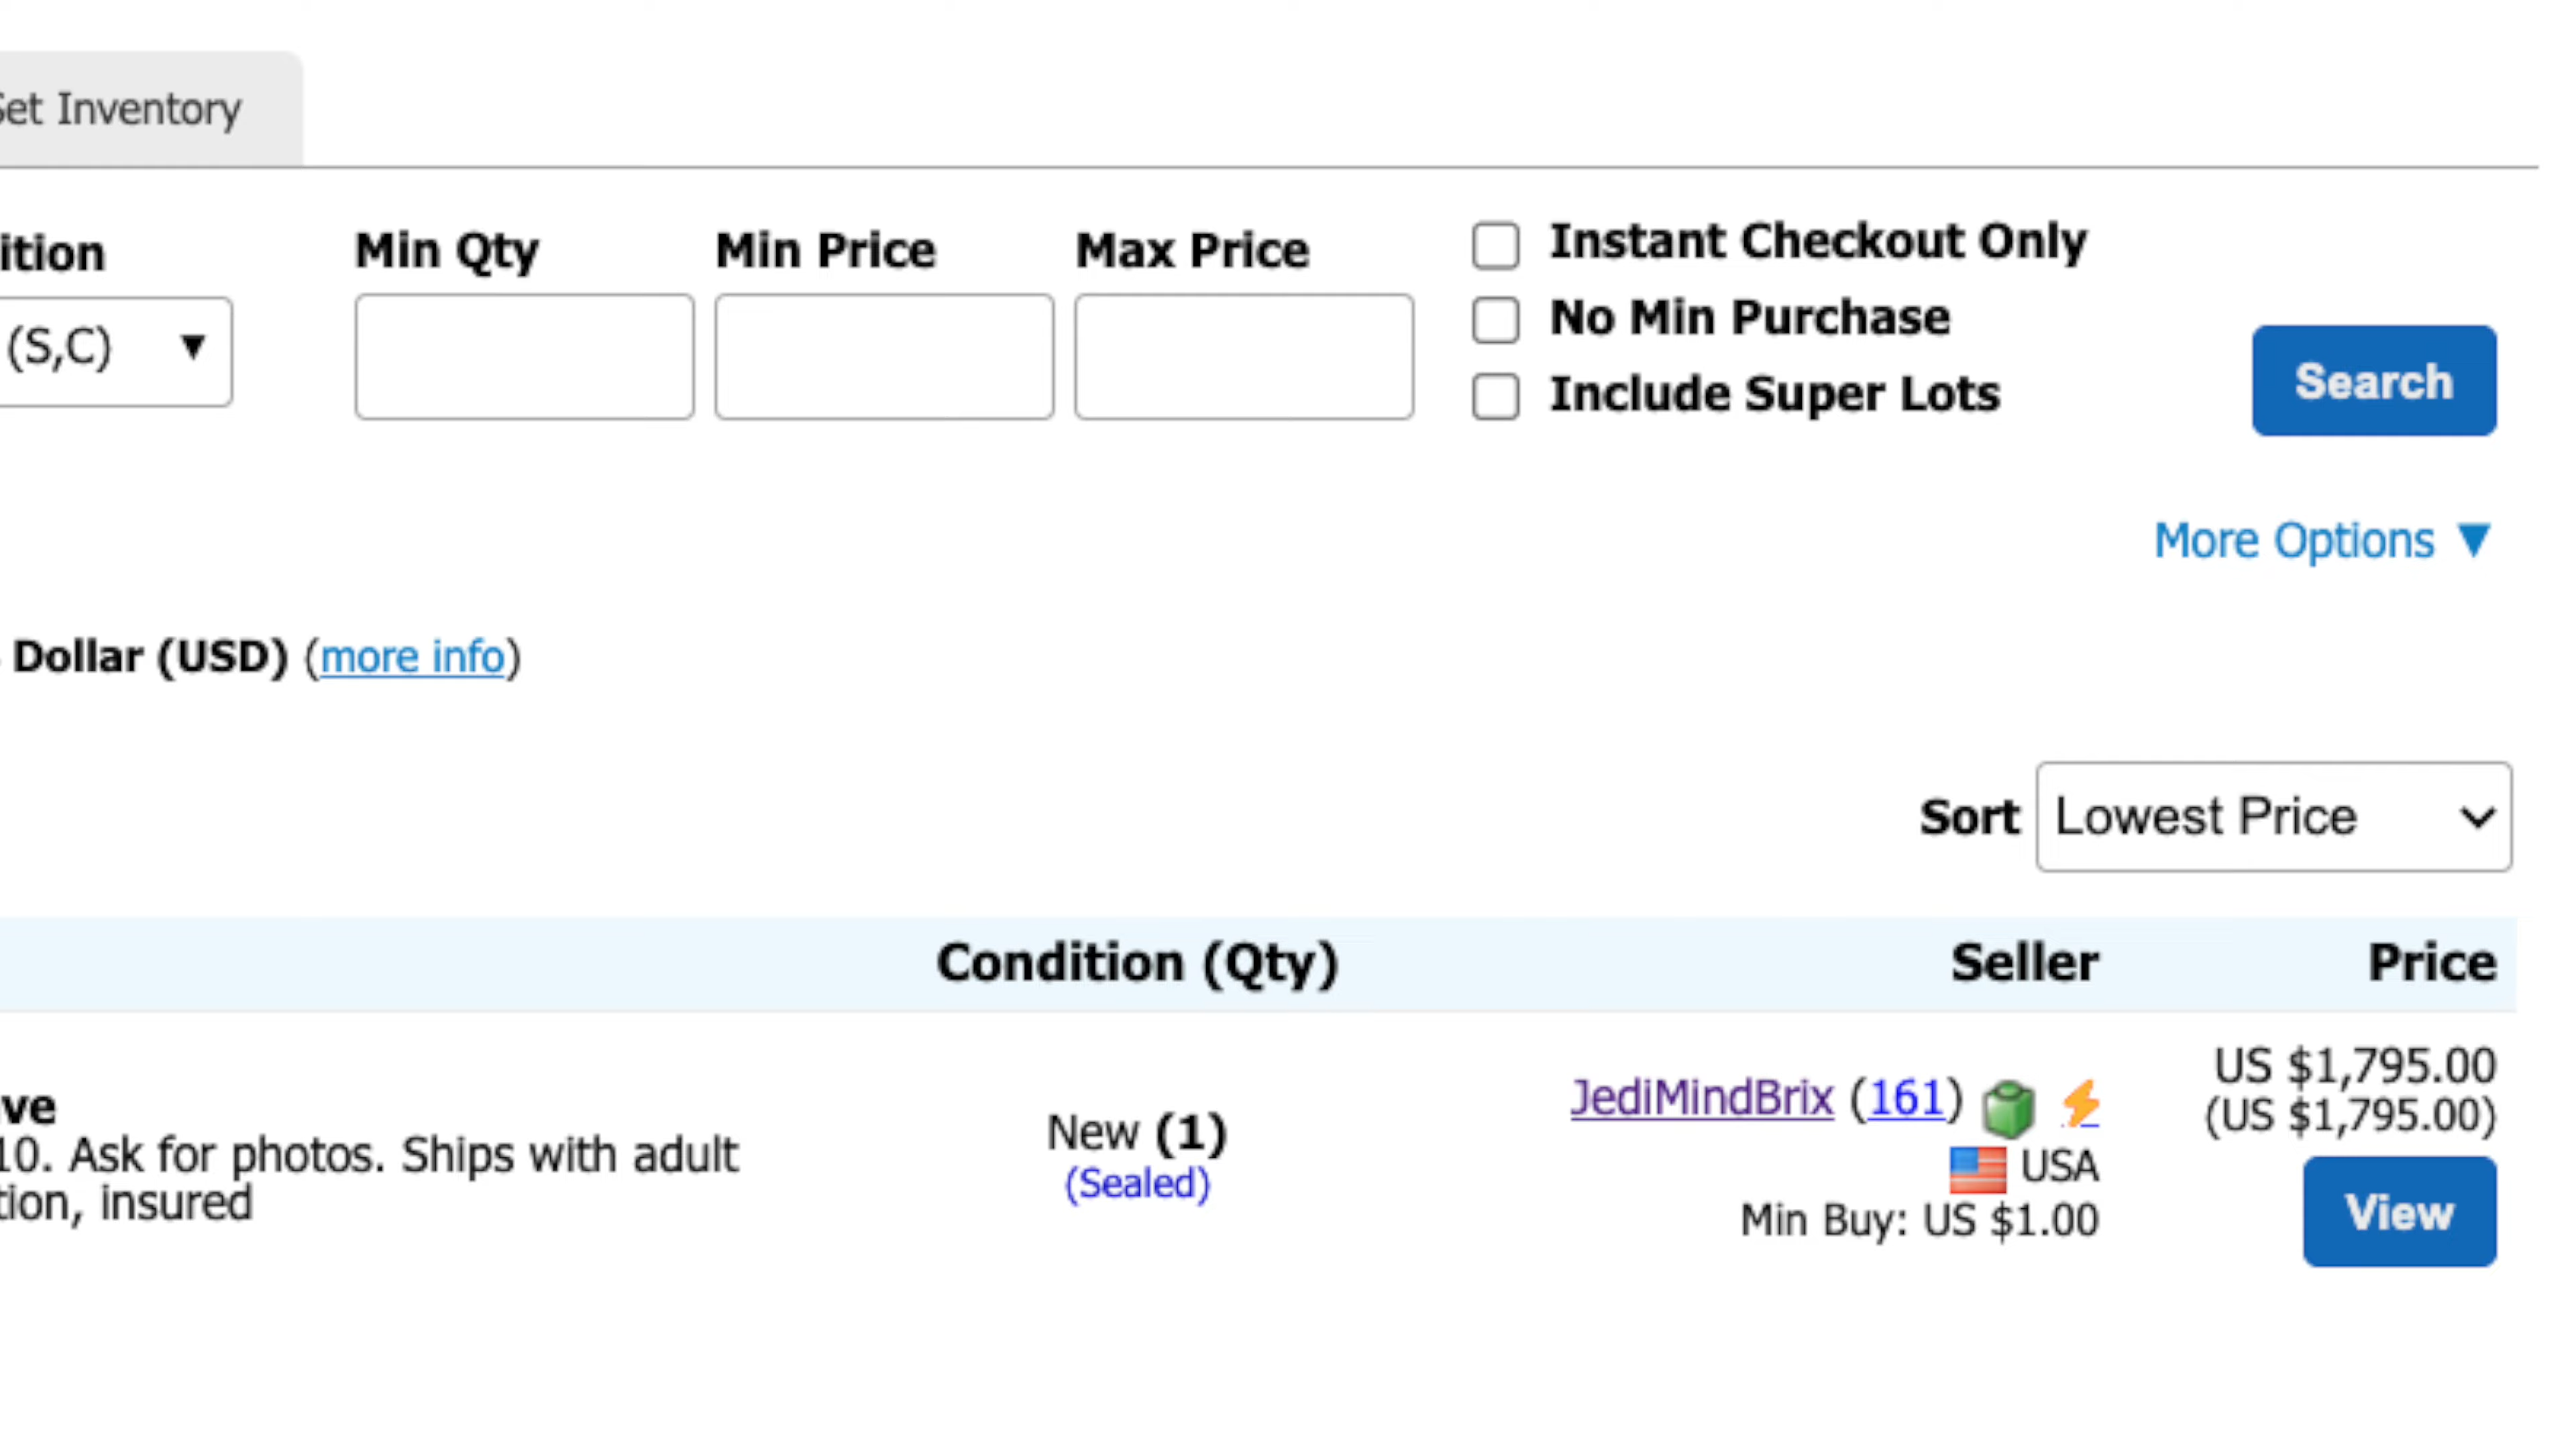 Set Inventory
ition Min Qty Min Price Max Price Instant Checkout Only
(S,C) ▼ No Min Purchase
Include Super Lots
Search
More Options ▼
Dollar (USD) (more info)
Sort Lowest Price
Condition (Qty) Seller Price
ve
10. Ask for photos. Ships with adult
tion, insured
New (1)
(Sealed)
JediMindBrix (161)
USA
Min Buy: US $1.00
US $1,795.00
(US $1,795.00)
View